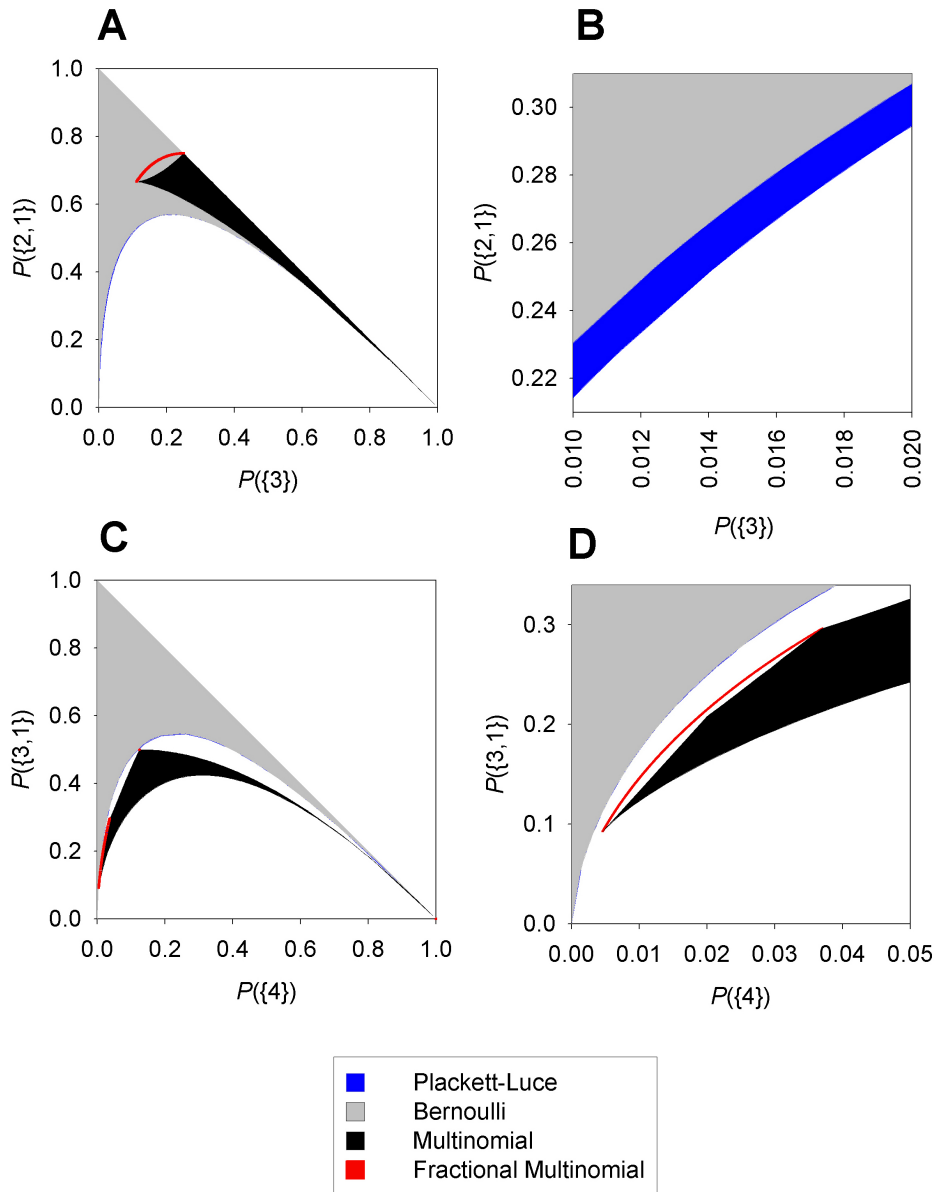 A
1.0
0.8
0.6
0.4
0.2
0.0
P({2,1})
0.0 0.2 0.4 0.6 0.8 1.0
P({3})
B
0.30
0.28
0.26
0.24
0.22
P({2,1})
0.010 0.012 0.014 0.016 0.018 0.020
P({3})
C
1.0
0.8
0.6
0.4
0.2
0.0
P({3,1})
0.0 0.2 0.4 0.6 0.8 1.0
P({4})
D
0.3
0.2
0.1
0.0
P({3,1})
0.00 0.01 0.02 0.03 0.04 0.05
P({4})
Plackett-Luce
Bernoulli
Multinomial
Fractional Multinomial